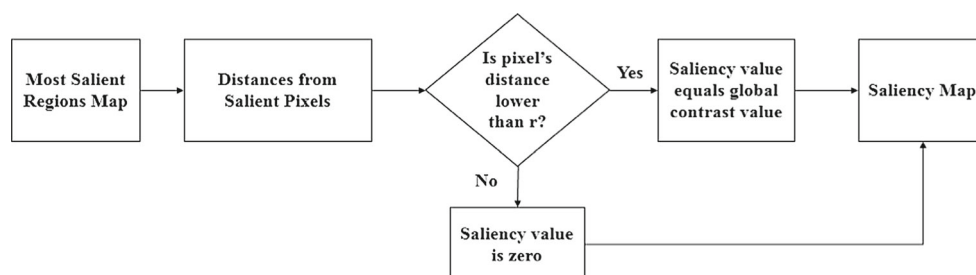 Most Salient
Regions Map
Distances from
Salient Pixels
Is pixel's
distance
lower
than r?
Yes
Saliency value
equals global
contrast value
Saliency Map
No
Saliency value
is zero